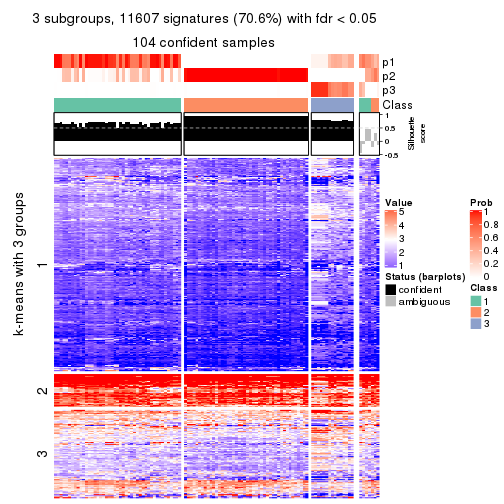 3 subgroups, 11607 signatures (70.6%) with fdr < 0.05
104 confident samples
p1
p2
p3
Class
1
0.5
0
-0.5
Silhouette
score
k-means with 3 groups
1
2
3
Value
5
4
3
2
1
Status (barplots)
confident
ambiguous
Prob
1
0.8
0.6
0.4
0.2
0
Class
1
2
3